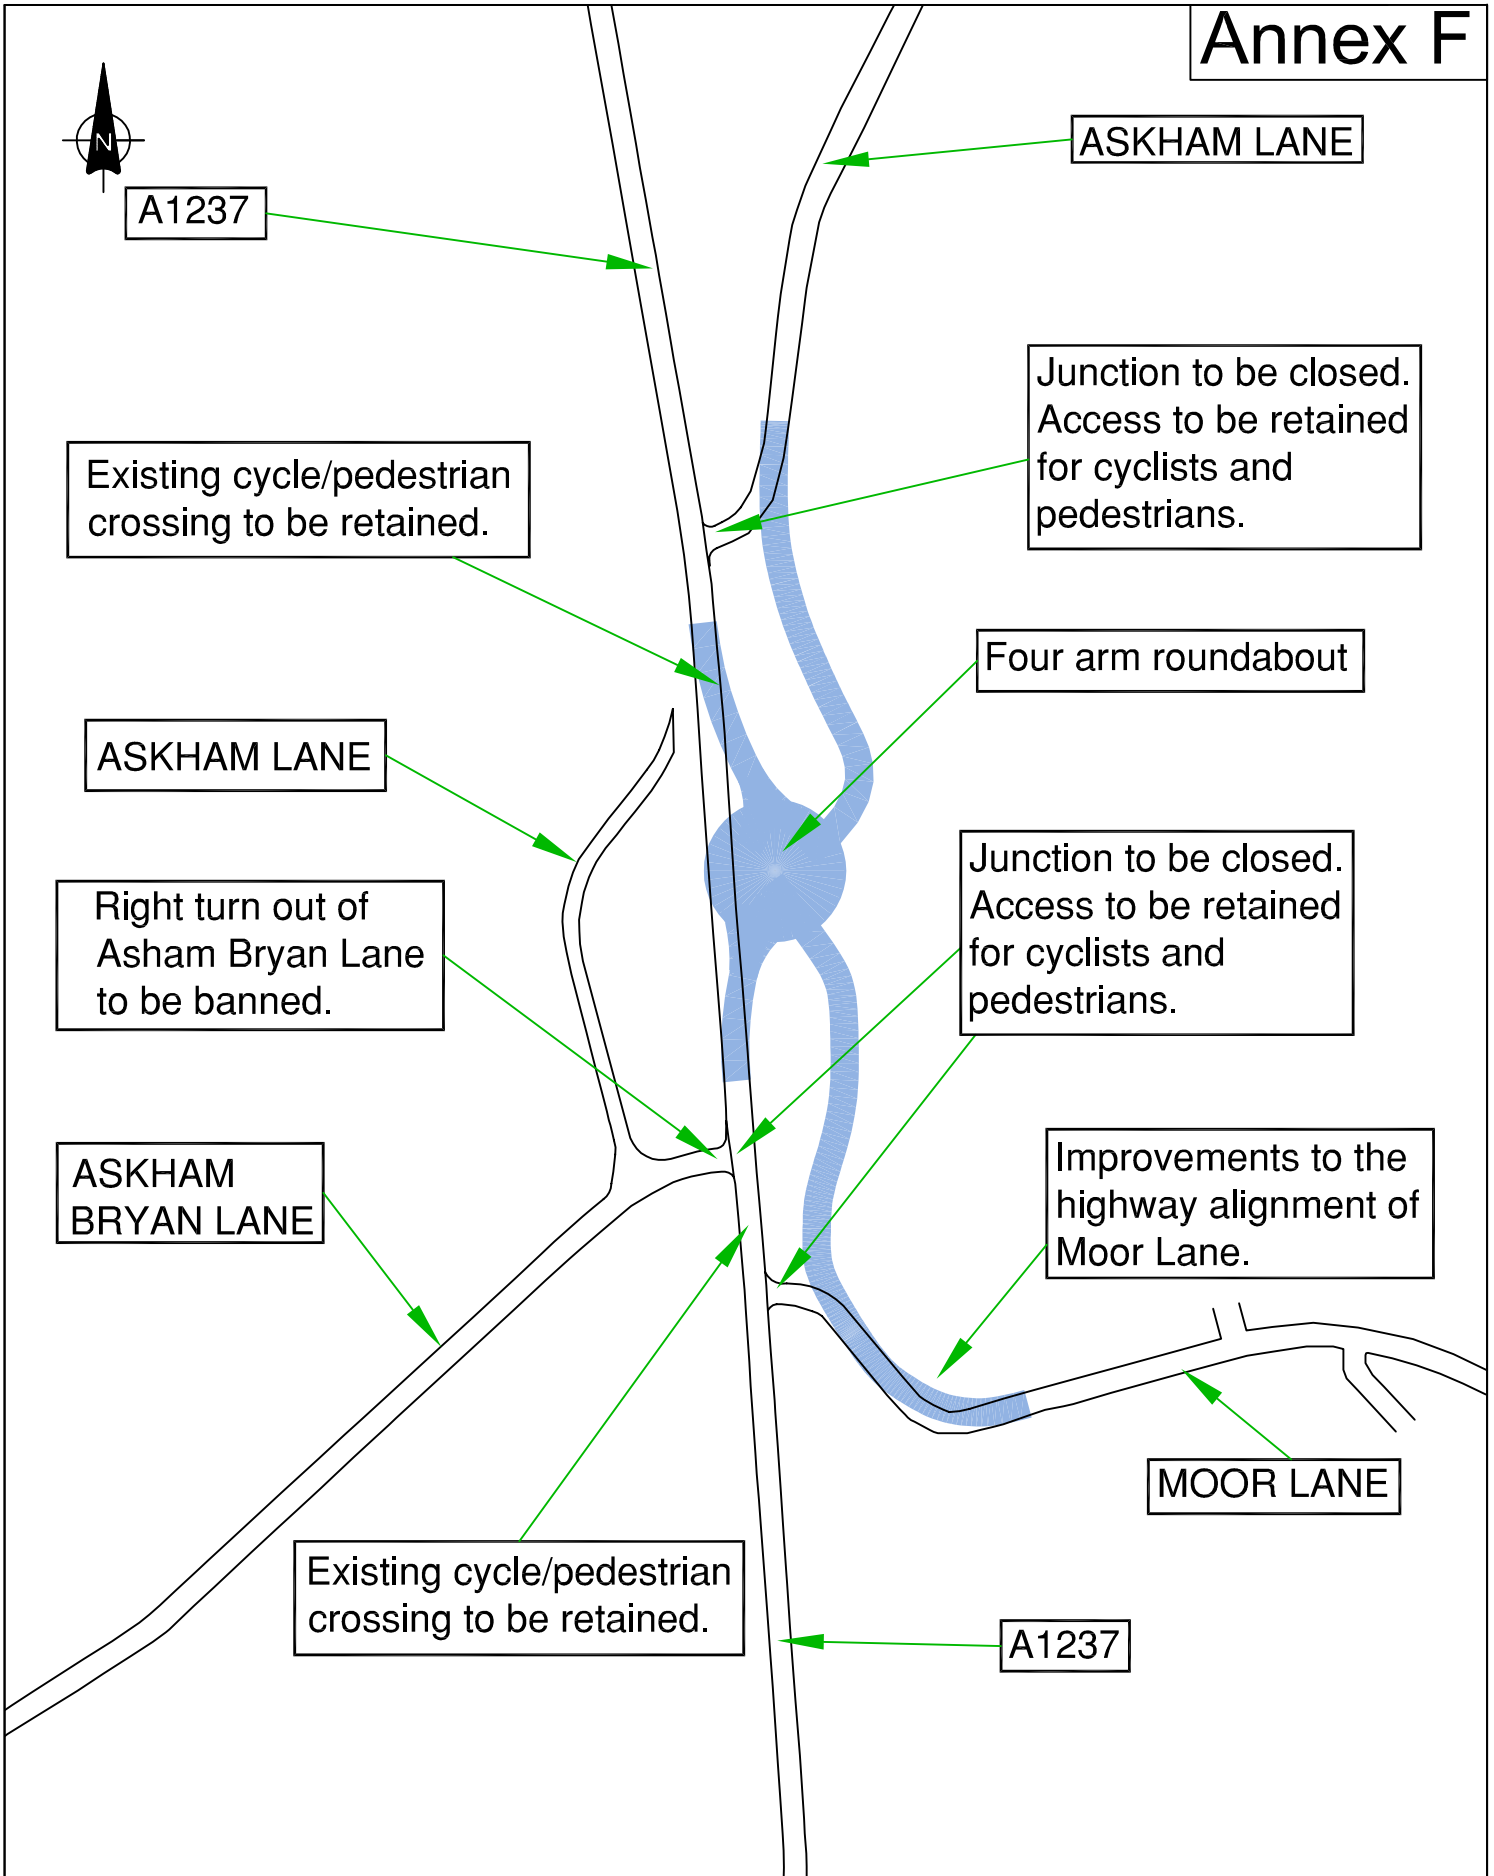 Annex F
N
ASKHAM LANE
A1237
Junction to be closed.
Access to be retained
for cyclists and
pedestrians.
Existing cycle/pedestrian
crossing to be retained.
Four arm roundabout
ASKHAM LANE
Junction to be closed.
Access to be retained
for cyclists and
pedestrians.
Right turn out of
Asham Bryan Lane
to be banned.
ASKHAM
BRYAN LANE
Improvements to the
highway alignment of
Moor Lane.
MOOR LANE
Existing cycle/pedestrian
crossing to be retained.
A1237